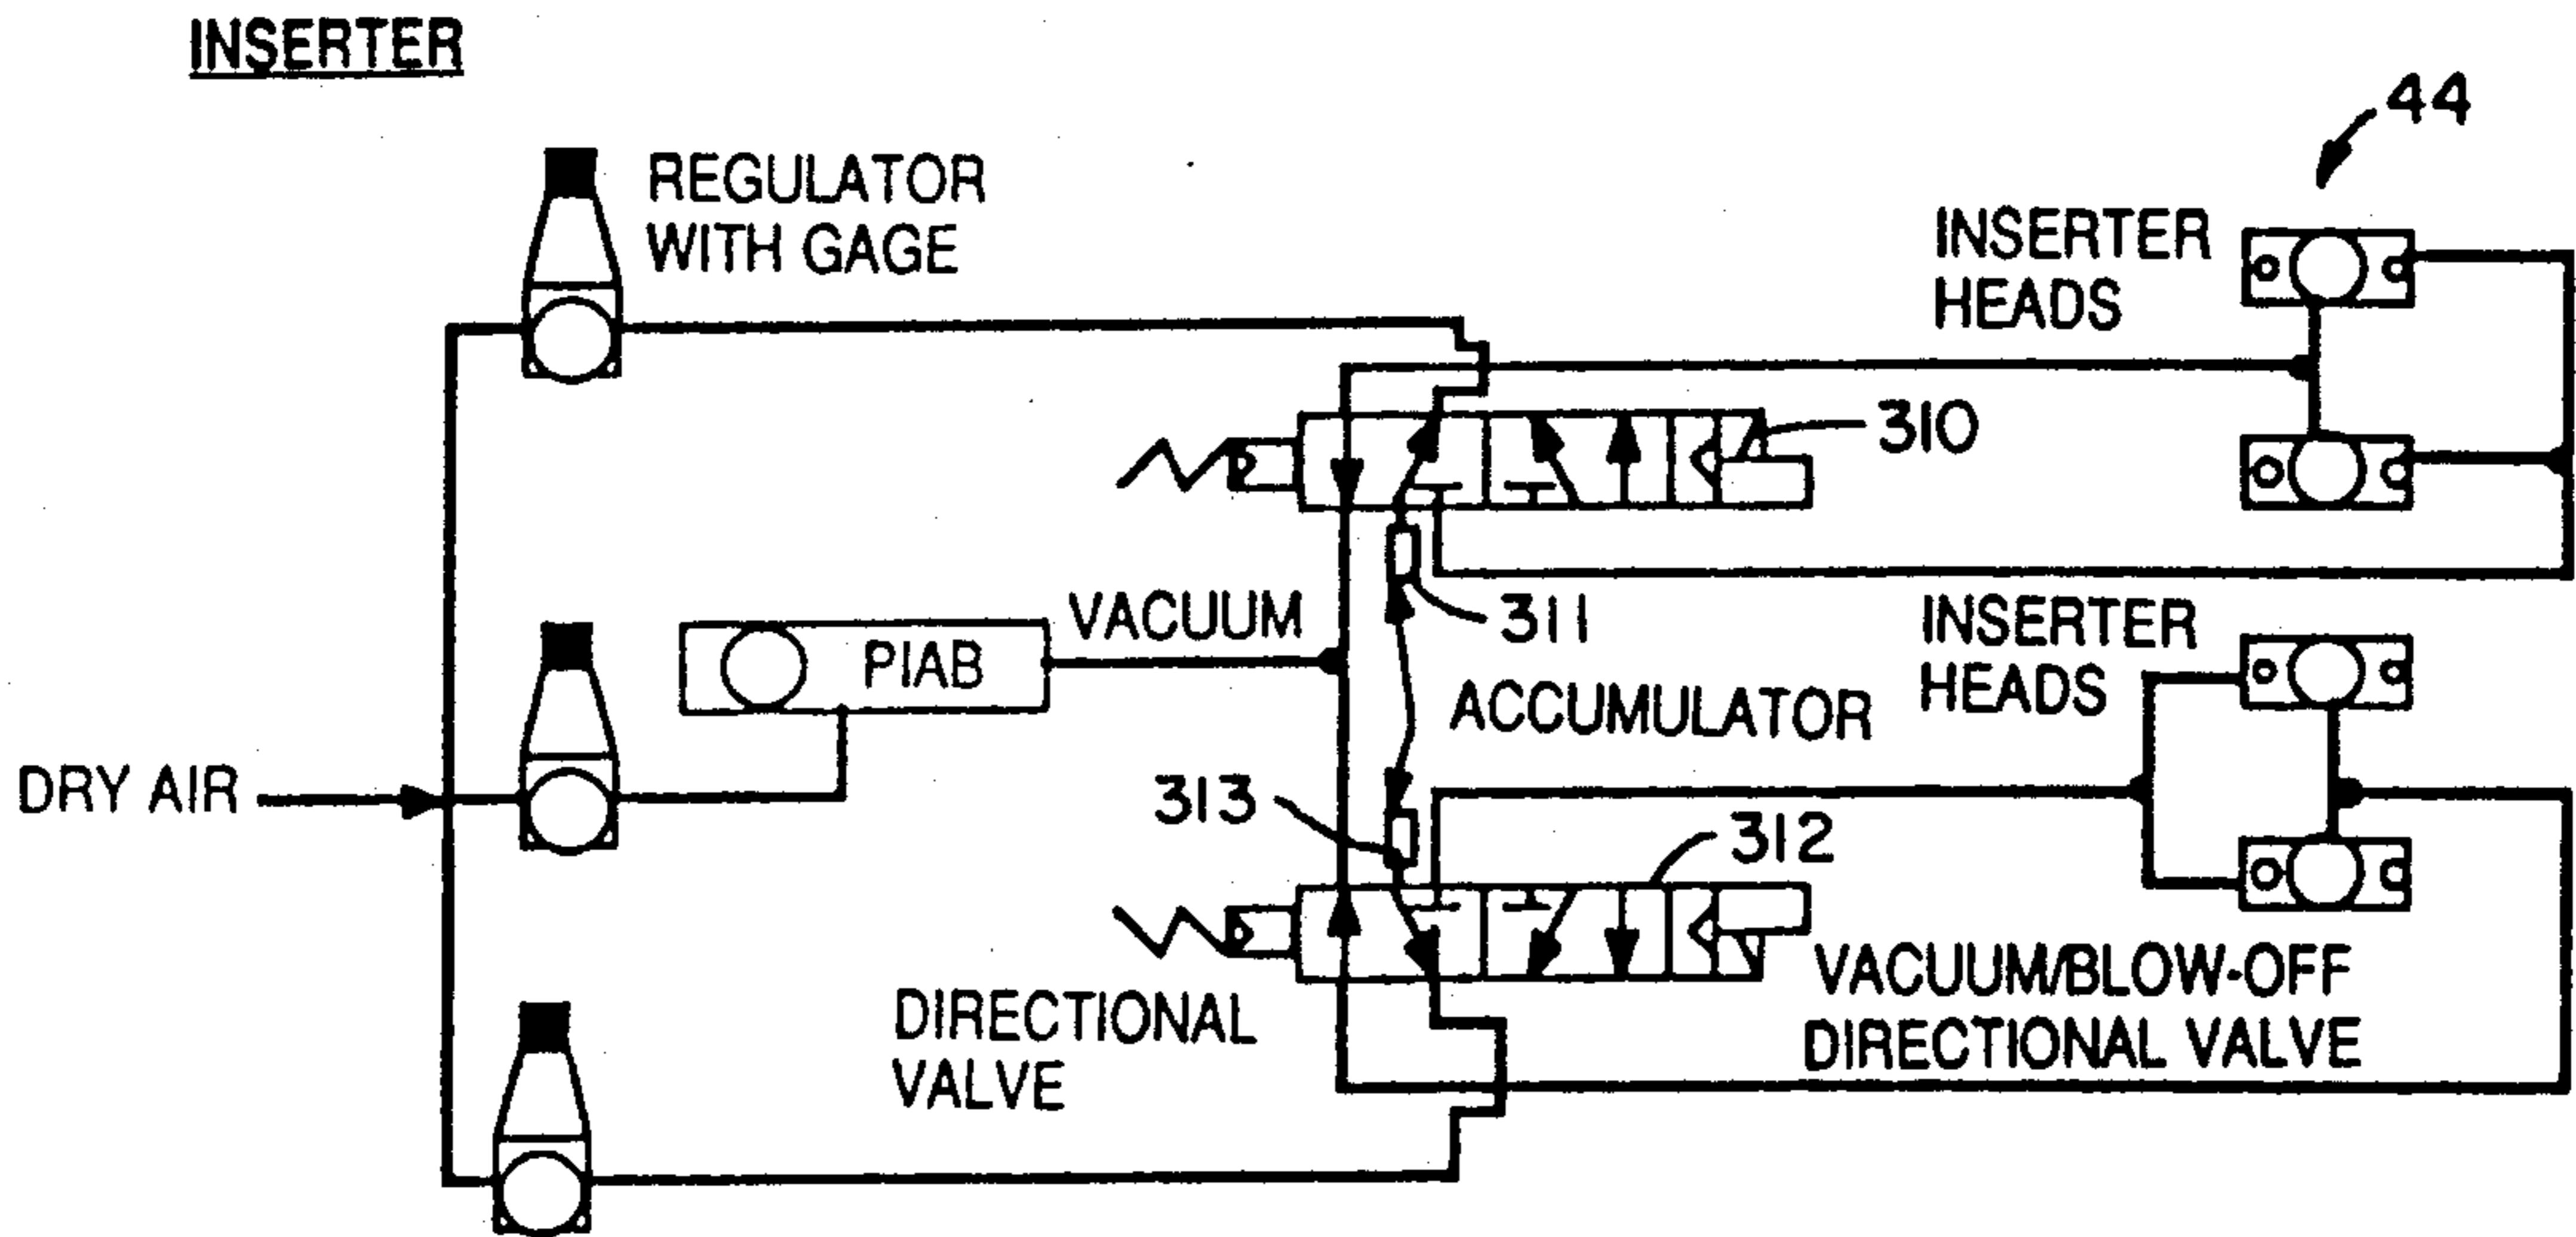 INSERTER
44
REGULATOR
WITH GAGE
INSERTER
HEADS
310
311
VACUUM
PIAB
INSERTER
HEADS
ACCUMULATOR
DRY AIR
313
312
DIRECTIONAL
VALVE
VACUUM/BLOW-OFF
DIRECTIONAL VALVE